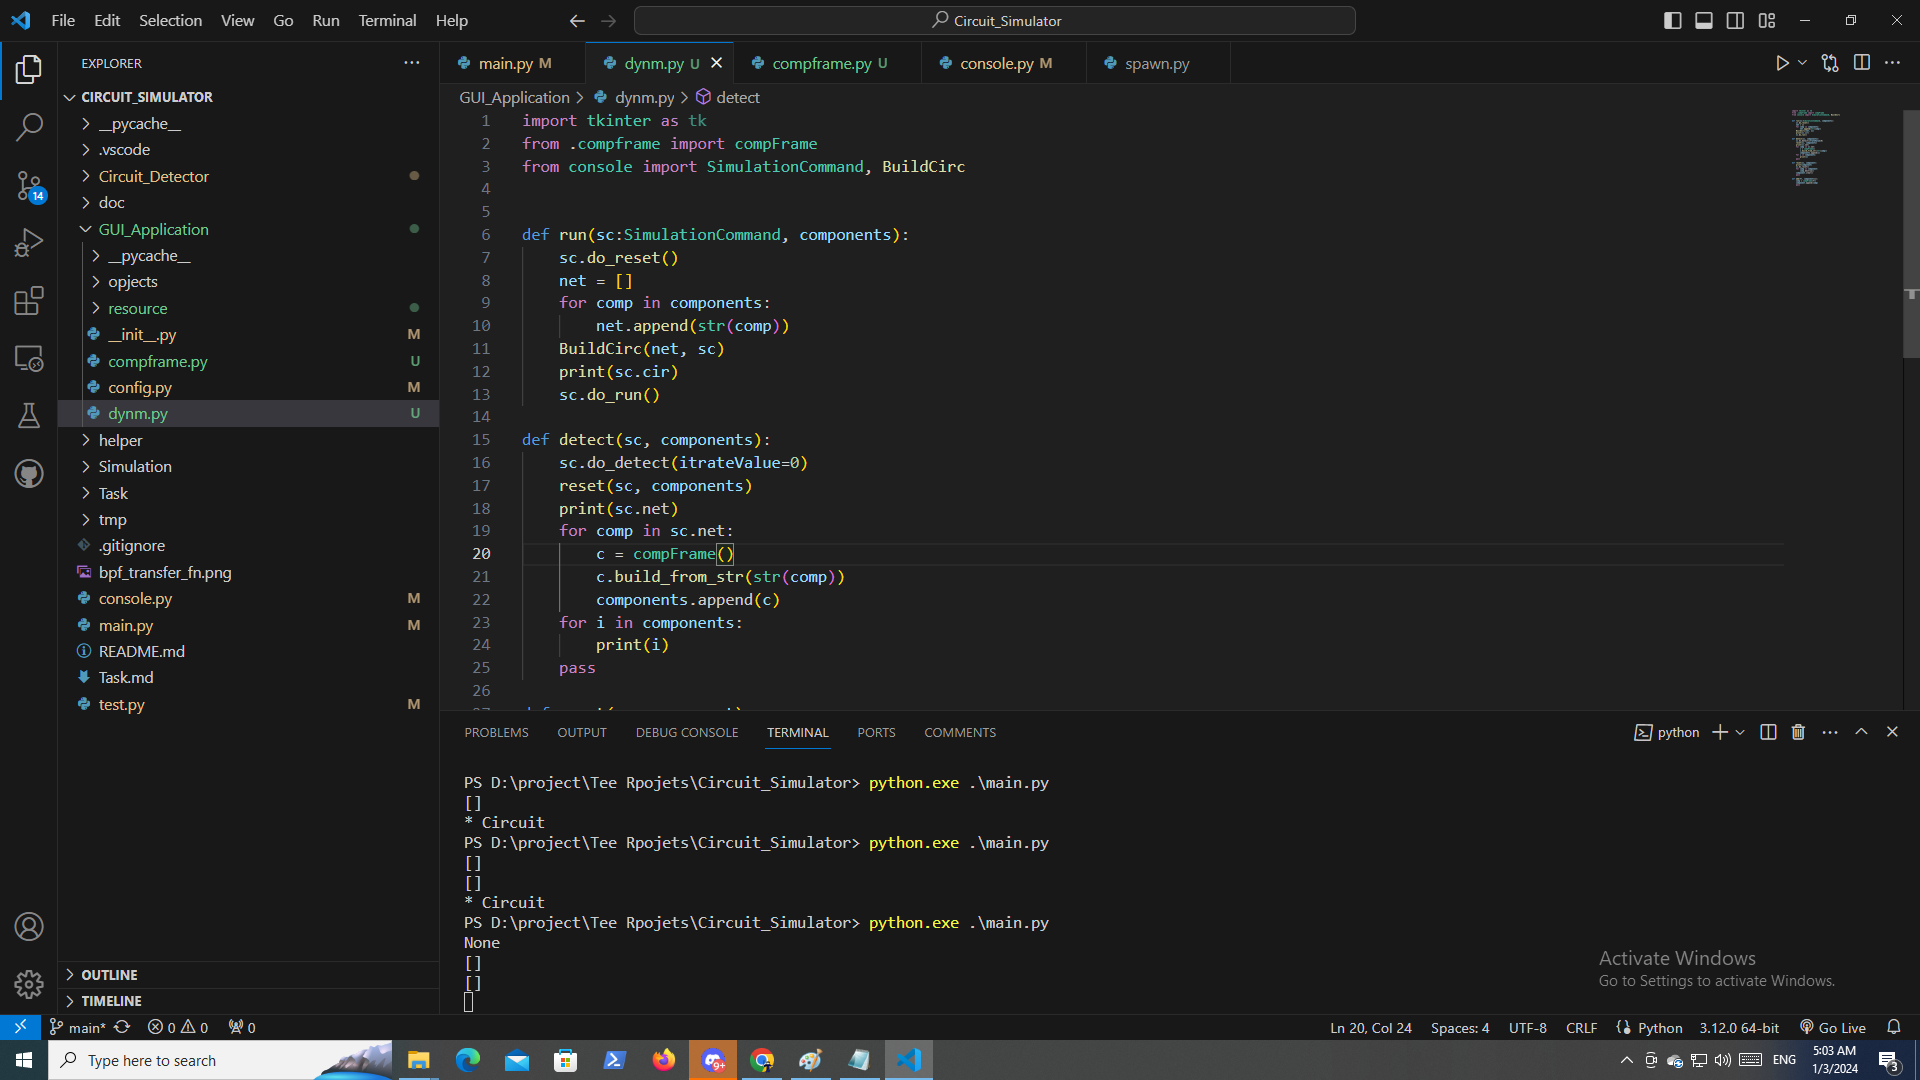 File Edit Selection View Go Run Terminal Help
Circuit_Simulator
EXPLORER
CIRCUIT_SIMULATOR
__pycache__
.vscode
Circuit_Detector
doc
GUI_Application
__pycache__
opjects
resource
__init__.py M
compframe.py U
config.py M
dynm.py U
helper
Simulation
Task
tmp
.gitignore
bpf_transfer_fn.png
console.py M
main.py M
README.md
Task.md
test.py M
OUTLINE
TIMELINE
14
main.py M dynm.py U compframe.py U console.py M spawn.py
GUI_Application > dynm.py > detect
1 import tkinter as tk
2 from .compframe import compFrame
3 from console import SimulationCommand, BuildCirc
4
5
6 def run(sc:SimulationCommand, components):
7 sc.do_reset()
8 net = []
9 for comp in components:
10 net.append(str(comp))
11 BuildCirc(net, sc)
12 print(sc.cir)
13 sc.do_run()
14
15 def detect(sc, components):
16 sc.do_detect(itrateValue=0)
17 reset(sc, components)
18 print(sc.net)
19 for comp in sc.net:
20 c = compFrame()
21 c.build_from_str(str(comp))
22 components.append(c)
23 for i in components:
24 print(i)
25 pass
26
PROBLEMS OUTPUT DEBUG CONSOLE TERMINAL PORTS COMMENTS
python
PS D:\project\Tee Rpojets\Circuit_Simulator> python.exe .\main.py
[]
* Circuit
PS D:\project\Tee Rpojets\Circuit_Simulator> python.exe .\main.py
[]
[]
* Circuit
PS D:\project\Tee Rpojets\Circuit_Simulator> python.exe .\main.py
None
[]
[]
Activate Windows
Go to Settings to activate Windows.
main* 0 0 0
Ln 20, Col 24 Spaces: 4 UTF-8 CRLF Python 3.12.0 64-bit Go Live
Type here to search
9+
ENG
5:03 AM
1/3/2024
3